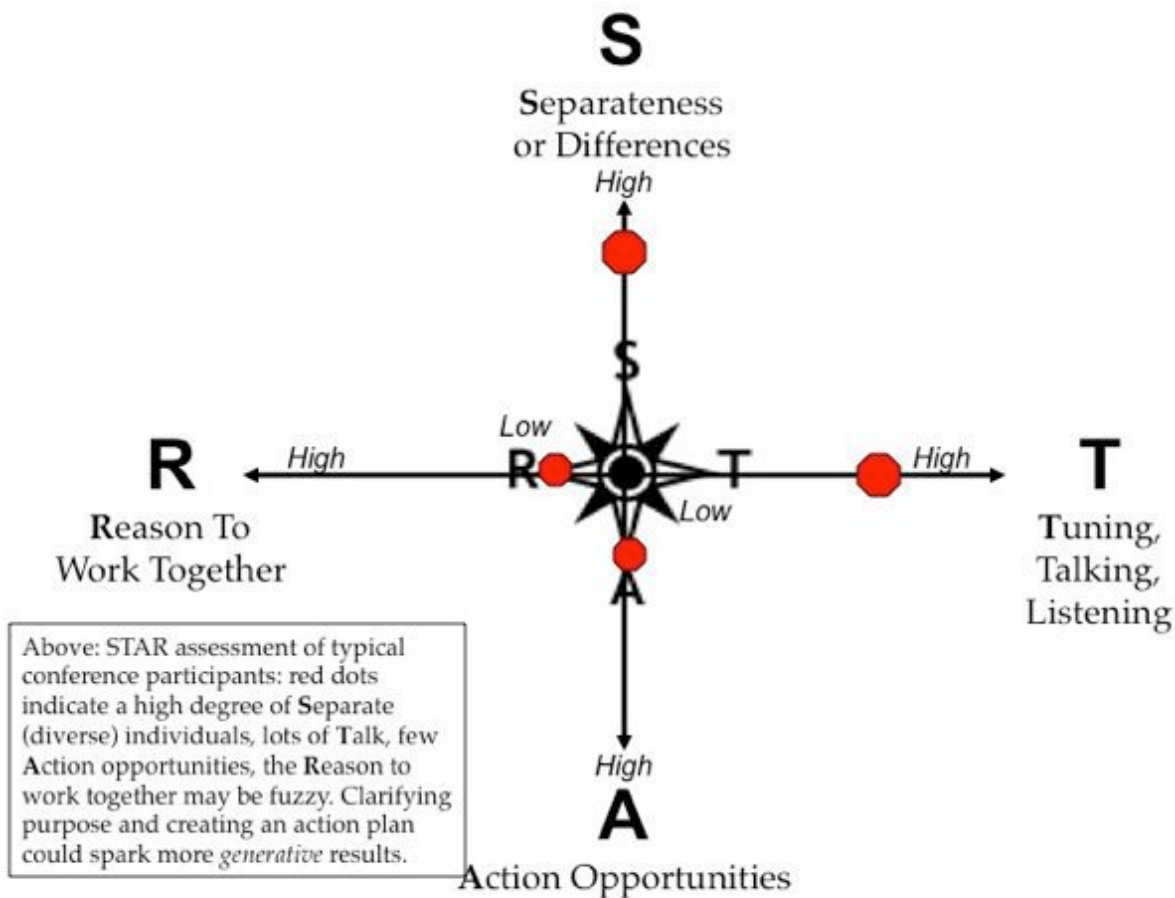 S
Separateness
or Differences
High
S
Low
R
High
R
T
High
T
Low
Reason To
Work Together
Tuning,
Talking,
Listening
A
High
A
Action Opportunities
Above: STAR assessment of typical
conference participants: red dots
indicate a high degree of Separate
(diverse) individuals, lots of Talk, few
Action opportunities, the Reason to
work together may be fuzzy. Clarifying
purpose and creating an action plan
could spark more generative results.